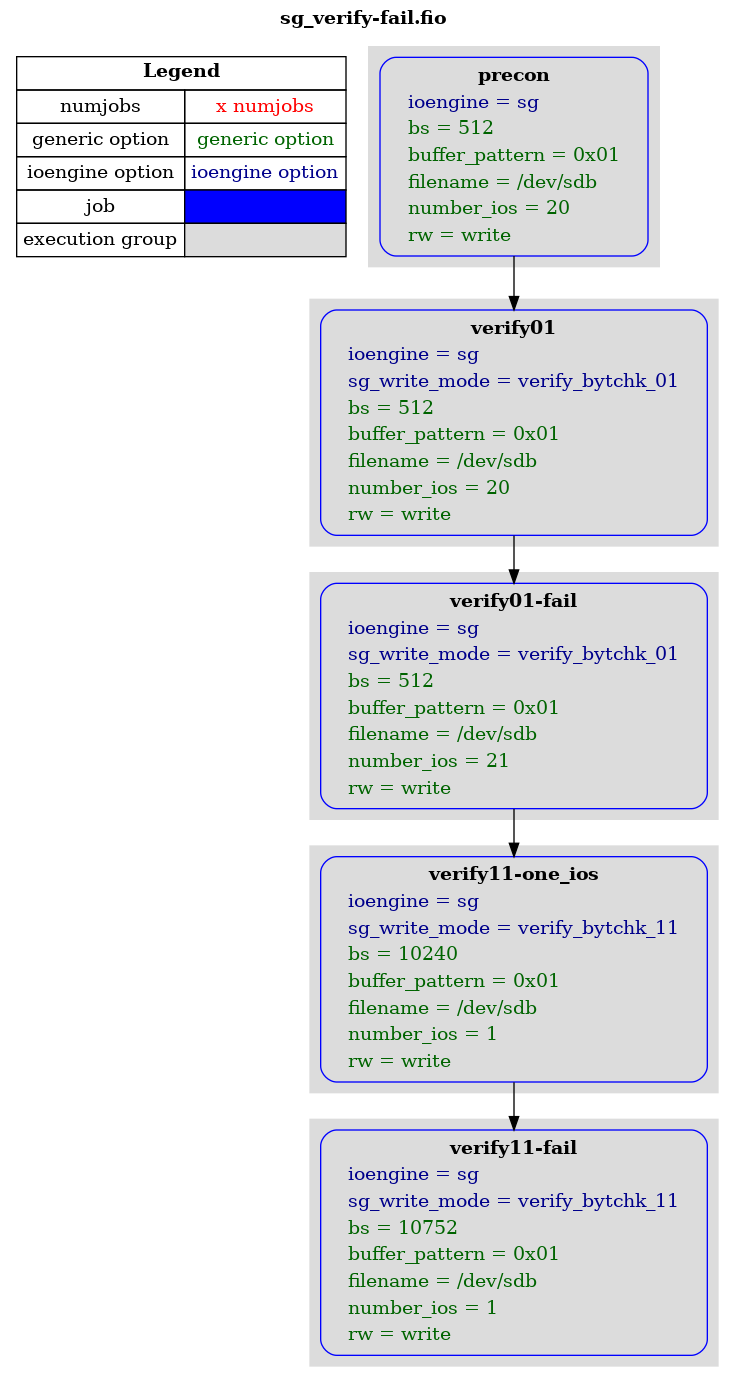 sg_verify-fail.fio
Legend
numjobs x numjobs
generic option generic option
ioengine option ioengine option
job
execution group
precon
ioengine = sg
bs = 512
buffer_pattern = 0x01
filename = /dev/sdb
number_ios = 20
rw = write
verify01
ioengine = sg
sg_write_mode = verify_bytchk_01
bs = 512
buffer_pattern = 0x01
filename = /dev/sdb
number_ios = 20
rw = write
verify01-fail
ioengine = sg
sg_write_mode = verify_bytchk_01
bs = 512
buffer_pattern = 0x01
filename = /dev/sdb
number_ios = 21
rw = write
verify11-one_ios
ioengine = sg
sg_write_mode = verify_bytchk_11
bs = 10240
buffer_pattern = 0x01
filename = /dev/sdb
number_ios = 1
rw = write
verify11-fail
ioengine = sg
sg_write_mode = verify_bytchk_11
bs = 10752
buffer_pattern = 0x01
filename = /dev/sdb
number_ios = 1
rw = write